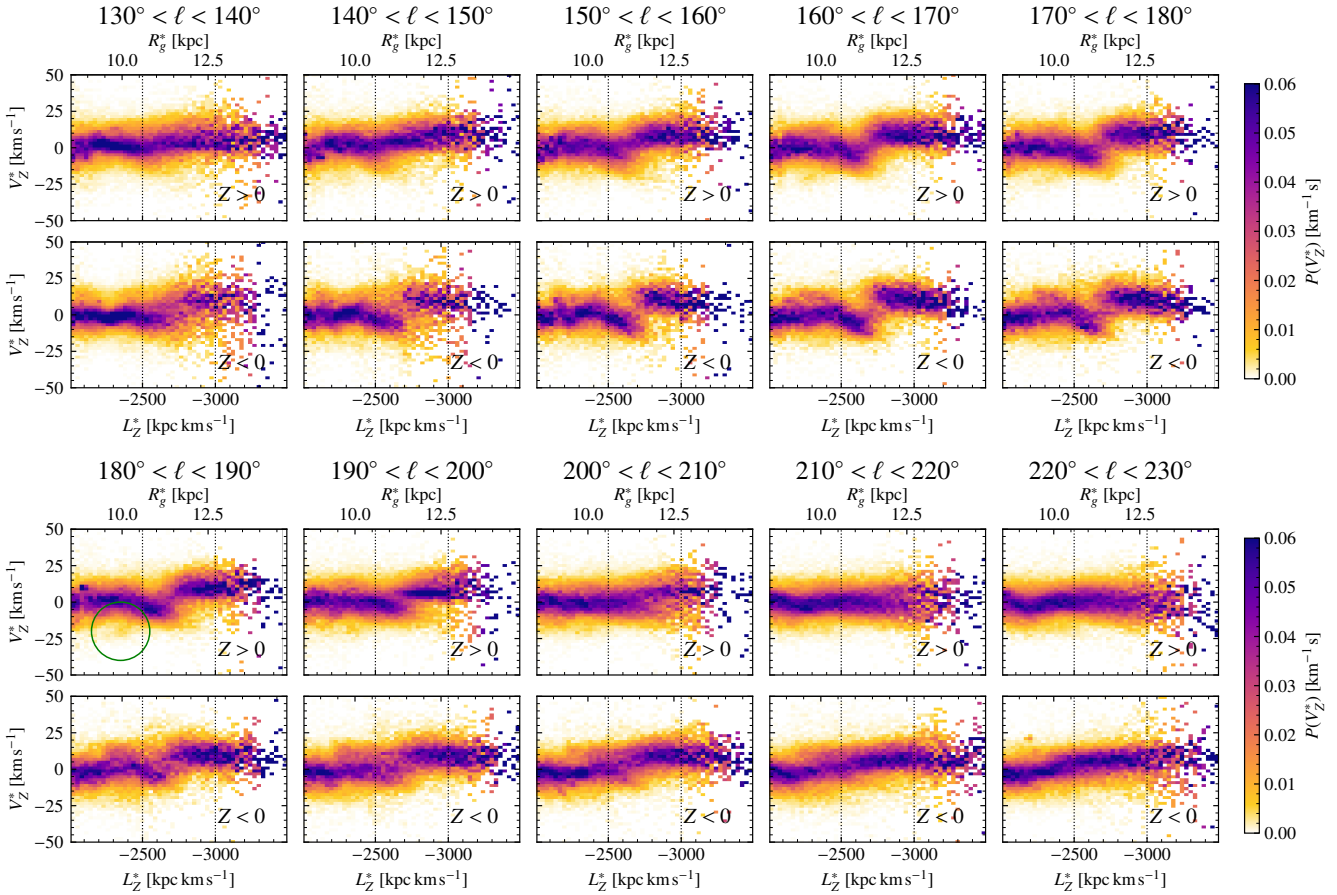 130° < ℓ < 140° 140° < ℓ < 150° 150° < ℓ < 160° 160° < ℓ < 170° 170° < ℓ < 180°
R*g [kpc] R*g [kpc] R*g [kpc] R*g [kpc] R*g [kpc]
10.0 12.5 10.0 12.5 10.0 12.5 10.0 12.5 10.0 12.5
50
25
0
−25
−50
V*Z [km s−1]
Z > 0 Z > 0 Z > 0 Z > 0 Z > 0
50
25
0
−25
−50
V*Z [km s−1]
Z < 0 Z < 0 Z < 0 Z < 0 Z < 0
−2500 −3000 −2500 −3000 −2500 −3000 −2500 −3000 −2500 −3000
L*Z [kpc km s−1] L*Z [kpc km s−1] L*Z [kpc km s−1] L*Z [kpc km s−1] L*Z [kpc km s−1]
0.06
0.05
0.04
0.03
0.02
0.01
0.00
P(V*Z) [km−1 s]
180° < ℓ < 190° 190° < ℓ < 200° 200° < ℓ < 210° 210° < ℓ < 220° 220° < ℓ < 230°
R*g [kpc] R*g [kpc] R*g [kpc] R*g [kpc] R*g [kpc]
10.0 12.5 10.0 12.5 10.0 12.5 10.0 12.5 10.0 12.5
50
25
0
−25
−50
V*Z [km s−1]
Z > 0 Z > 0 Z > 0 Z > 0 Z > 0
50
25
0
−25
−50
V*Z [km s−1]
Z < 0 Z < 0 Z < 0 Z < 0 Z < 0
−2500 −3000 −2500 −3000 −2500 −3000 −2500 −3000 −2500 −3000
L*Z [kpc km s−1] L*Z [kpc km s−1] L*Z [kpc km s−1] L*Z [kpc km s−1] L*Z [kpc km s−1]
0.06
0.05
0.04
0.03
0.02
0.01
0.00
P(V*Z) [km−1 s]